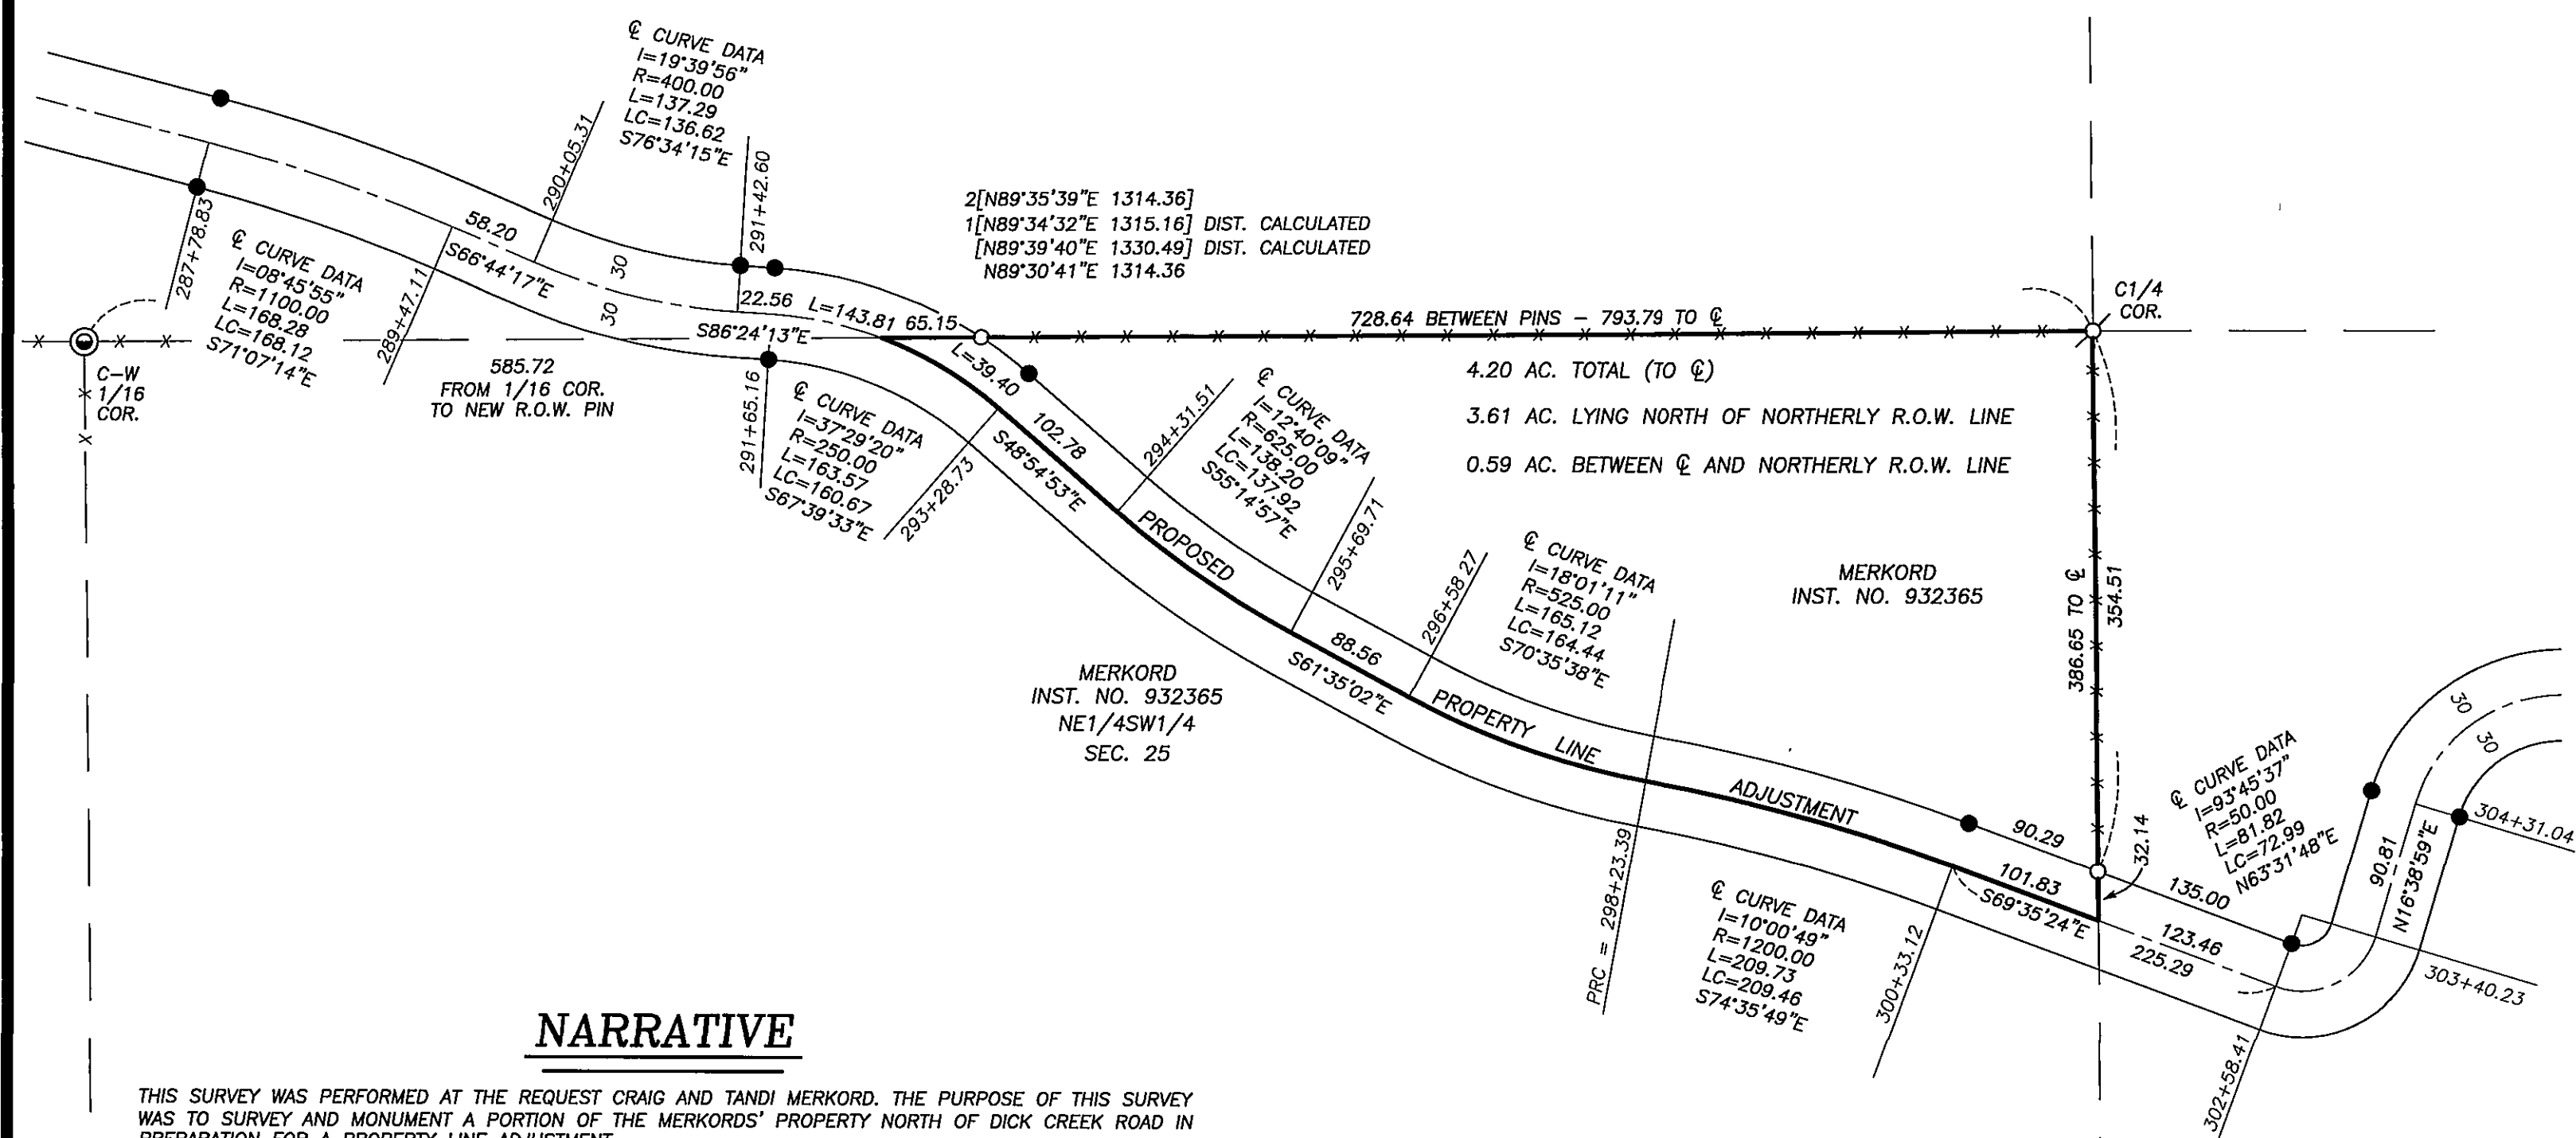 ℄ CURVE DATA
I=19°39'56"
R=400.00
L=137.29
LC=136.62
S76°34'15"E
290+05.31
291+42.60
287+78.83
℄ CURVE DATA
I=08°45'55"
R=1100.00
L=168.28
LC=168.12
S71°07'14"E
58.20
S66°44'17"E
289+47.11
30
30
22.56
S86°24'13"E
L=143.81
65.15
2[N89°35'39"E 1314.36]
1[N89°34'32"E 1315.16] DIST. CALCULATED
[N89°39'40"E 1330.49] DIST. CALCULATED
N89°30'41"E 1314.36
728.64 BETWEEN PINS - 793.79 TO ℄
C1/4
COR.
C-W
1/16
COR.
585.72
FROM 1/16 COR.
TO NEW R.O.W. PIN
291+65.16
℄ CURVE DATA
I=37°29'20"
R=250.00
L=163.57
LC=160.67
S67°39'33"E
L=39.40
102.78
S48°54'53"E
293+28.73
294+31.51
℄ CURVE DATA
I=12°40'09"
R=625.00
L=138.20
LC=137.92
S55°14'57"E
4.20 AC. TOTAL (TO ℄)
3.61 AC. LYING NORTH OF NORTHERLY R.O.W. LINE
0.59 AC. BETWEEN ℄ AND NORTHERLY R.O.W. LINE
295+69.71
296+58 27
℄ CURVE DATA
I=18°01'11"
R=525.00
L=165.12
LC=164.44
S70°35'38"E
MERKORD
INST. NO. 932365
386.65 TO ℄
354.51
PROPOSED PROPERTY LINE ADJUSTMENT
88.56
S61°35'02"E
MERKORD
INST. NO. 932365
NE1/4SW1/4
SEC. 25
PRC = 298+23.39
℄ CURVE DATA
I=10°00'49"
R=1200.00
L=209.73
LC=209.46
S74°35'49"E
300+33.12
90.29
101.83
S69°35'24"E
32.14
135.00
123.46
225.29
℄ CURVE DATA
I=93°45'37"
R=50.00
L=81.82
LC=72.99
N63°31'48"E
30
30
90.81
N16°38'59"E
304+31.04
303+40.23
302+58.41
NARRATIVE
THIS SURVEY WAS PERFORMED AT THE REQUEST CRAIG AND TANDI MERKORD. THE PURPOSE OF THIS SURVEY
WAS TO SURVEY AND MONUMENT A PORTION OF THE MERKORDS' PROPERTY NORTH OF DICK CREEK ROAD IN
PREPARATION FOR A PROPERTY LINE ADJUSTMENT